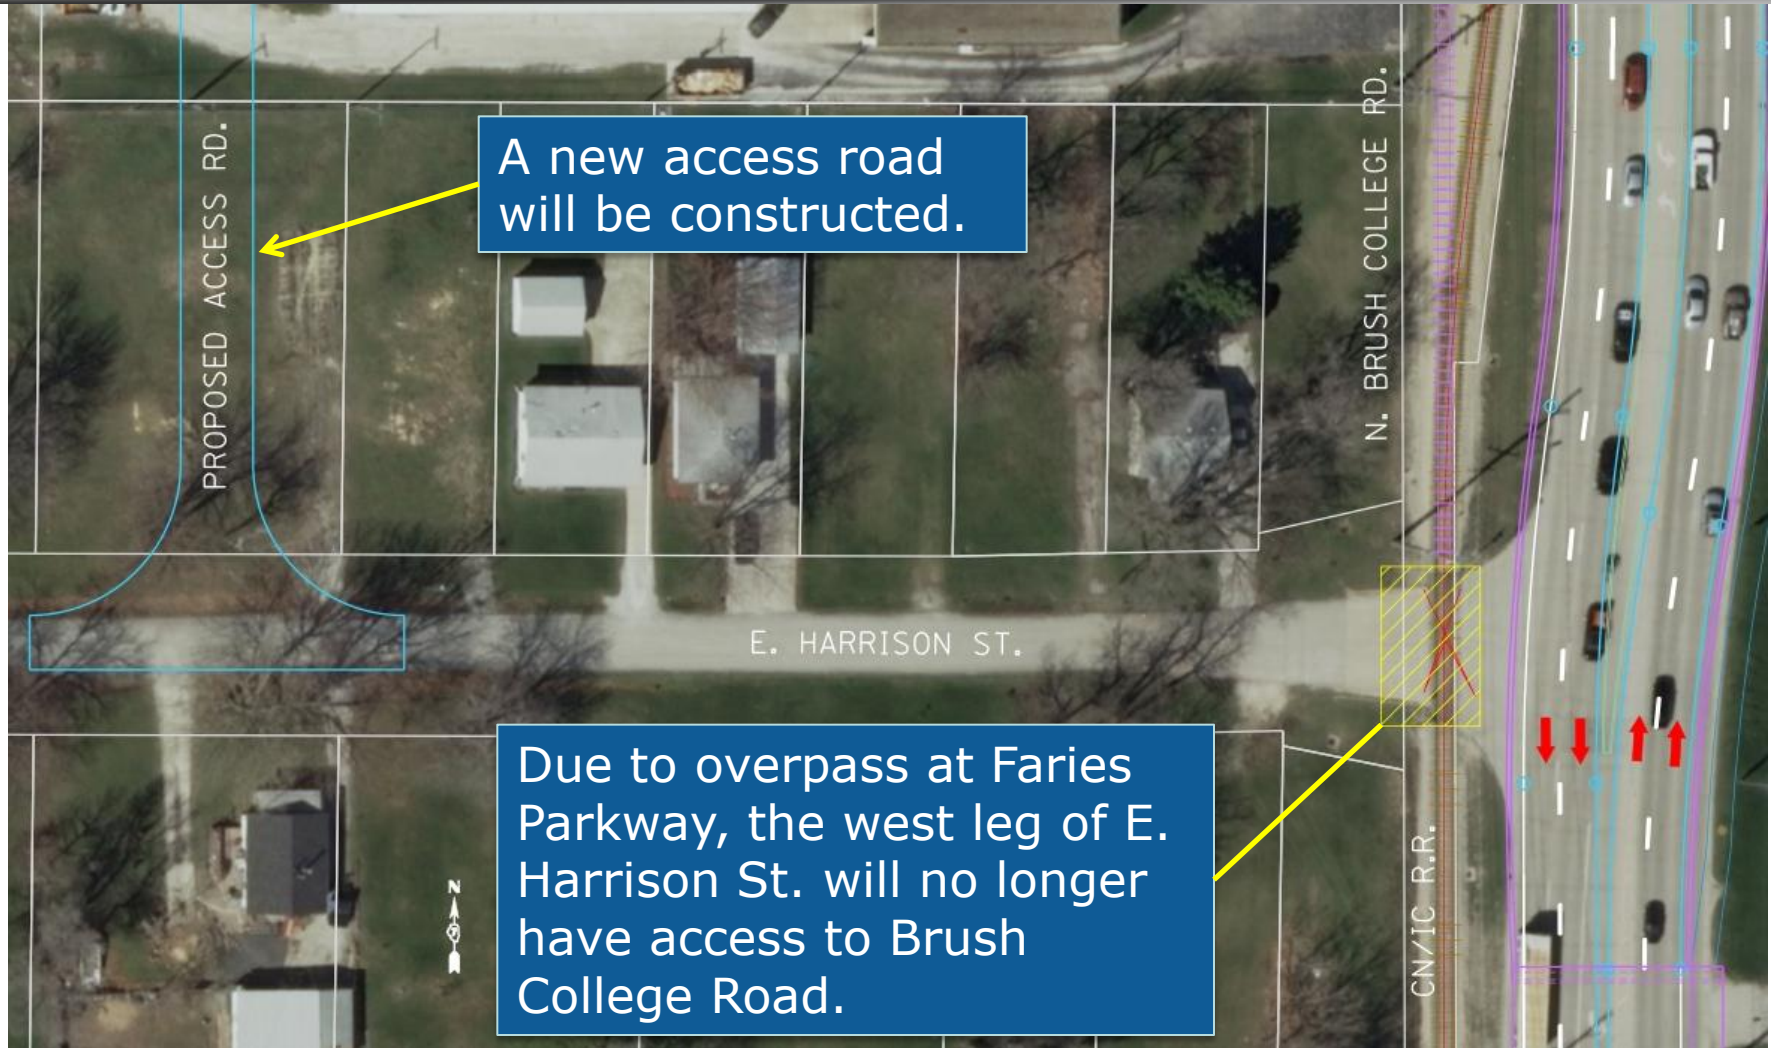 A new access road
will be constructed.
PROPOSED ACCESS RD.
N. BRUSH COLLEGE RD.
E. HARRISON ST.
Due to overpass at Faries
Parkway, the west leg of E.
Harrison St. will no longer
have access to Brush
College Road.
N
CN/IC R.R.